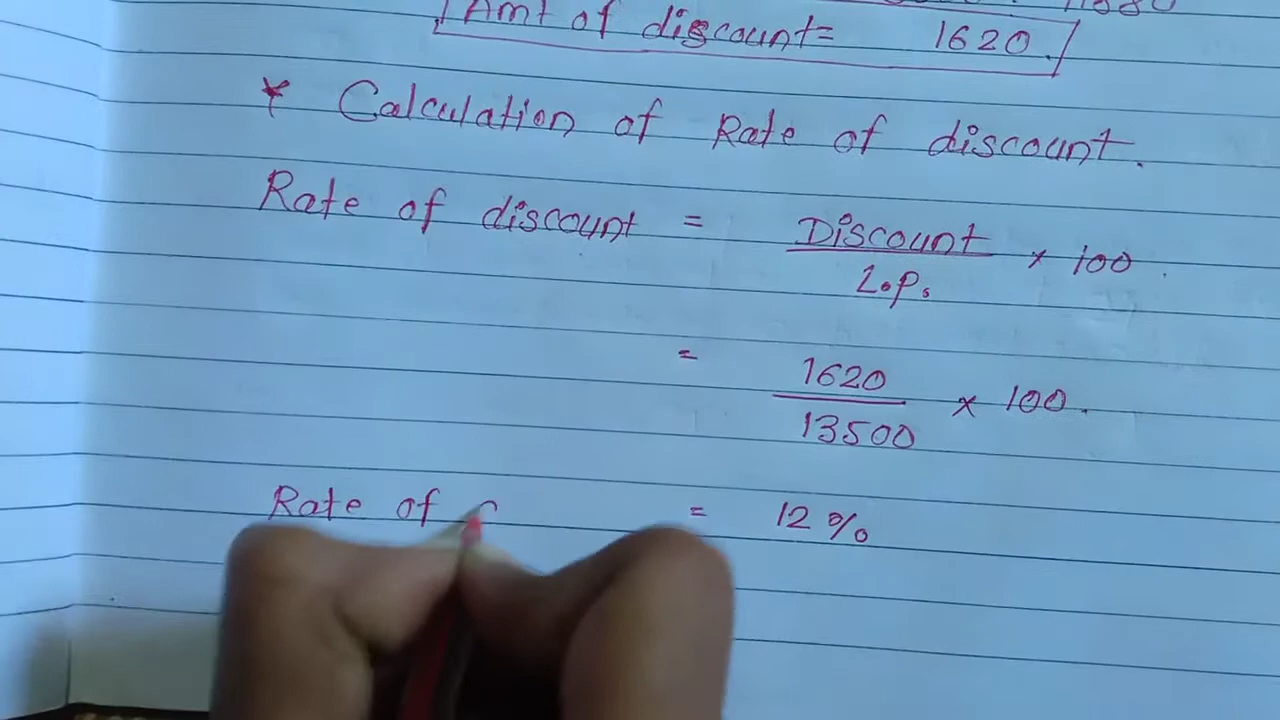 Amt of discount= 1620.
* Calculation of Rate of discount.
Rate of discount = Discount × 100.
L.P.
= 1620 × 100.
13500
Rate of = 12%